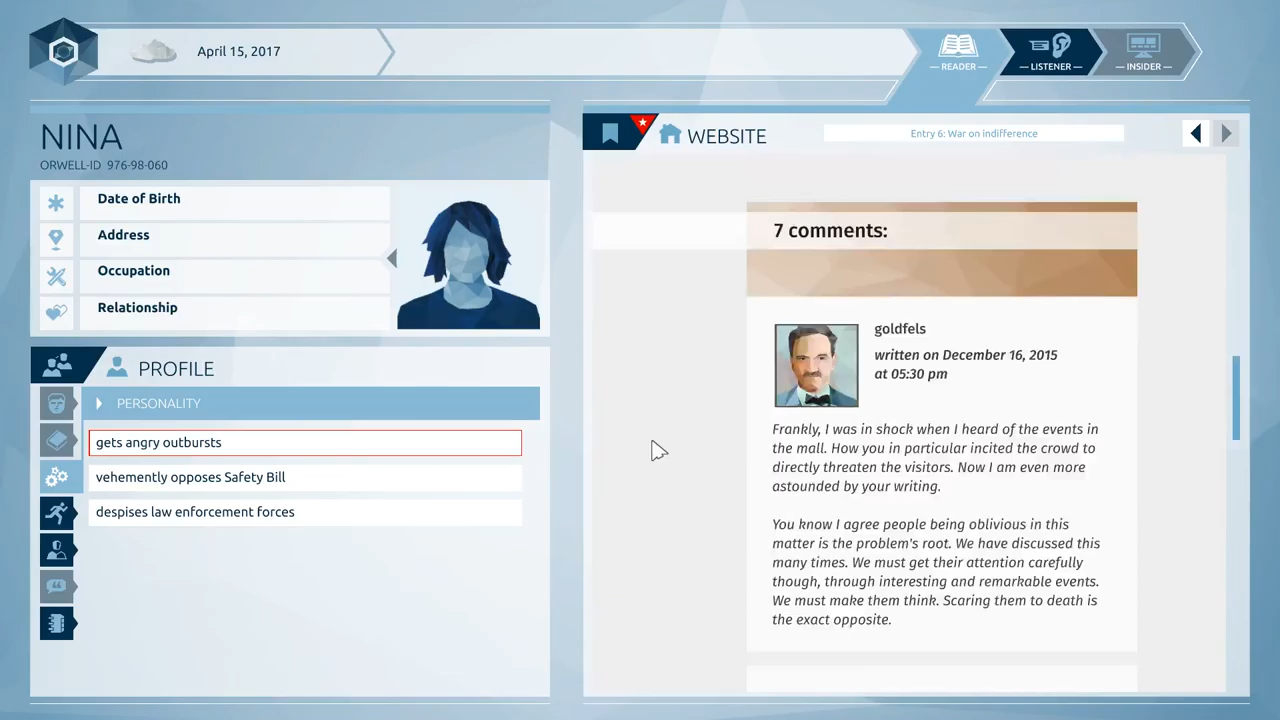 April 15, 2017
— READER —
— LISTENER —
— INSIDER —
NINA
ORWELL-ID 976-98-060
Date of Birth
Address
Occupation
Relationship
PROFILE
PERSONALITY
gets angry outbursts
vehemently opposes Safety Bill
despises law enforcement forces
WEBSITE
Entry 6: War on indifference
7 comments:
goldfels
written on December 16, 2015
at 05:30 pm
Frankly, I was in shock when I heard of the events in
the mall. How you in particular incited the crowd to
directly threaten the visitors. Now I am even more
astounded by your writing.
You know I agree people being oblivious in this
matter is the problem's root. We have discussed this
many times. We must get their attention carefully
though, through interesting and remarkable events.
We must make them think. Scaring them to death is
the exact opposite.